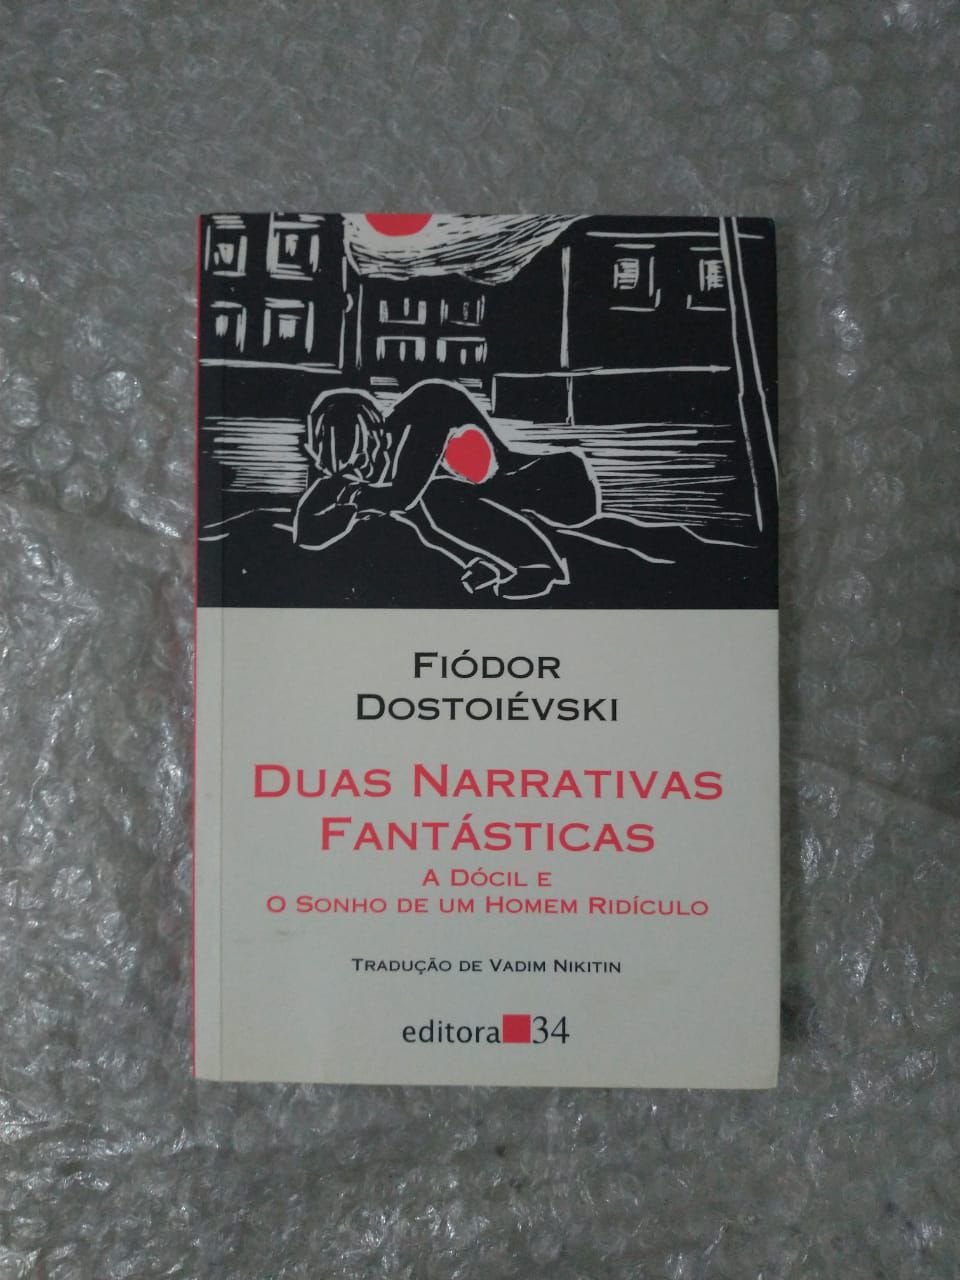 FIÓDOR
DOSTOIÉVSKI
DUAS NARRATIVAS
FANTÁSTICAS
A DÓCIL E
O SONHO DE UM HOMEM RIDÍCULO
TRADUÇÃO DE VADIM NIKITIN
editora 34